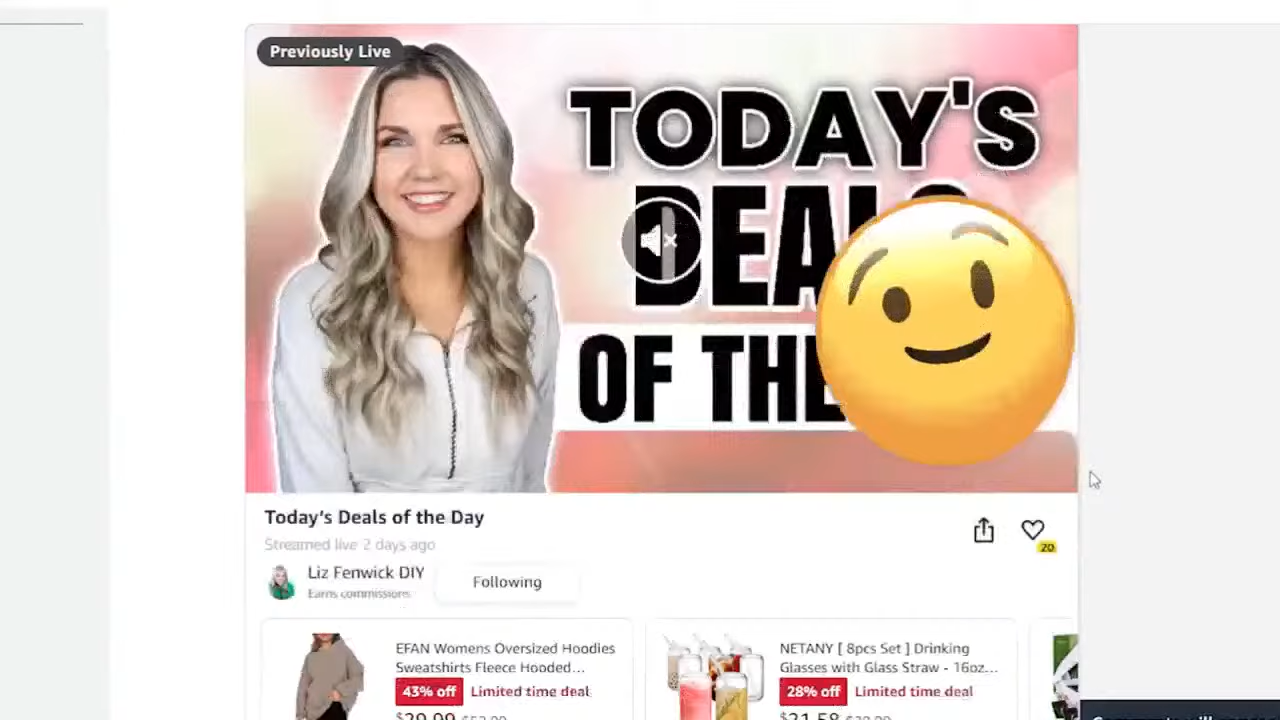 Previously Live
TODAY'S
DEALS
OF THE
Today's Deals of the Day
Streamed live 2 days ago
20
Liz Fenwick DIY
Earns commissions
Following
EFAN Womens Oversized Hoodies
Sweatshirts Fleece Hooded...
43% off Limited time deal
NETANY [ 8pcs Set ] Drinking
Glasses with Glass Straw - 16oz...
28% off Limited time deal